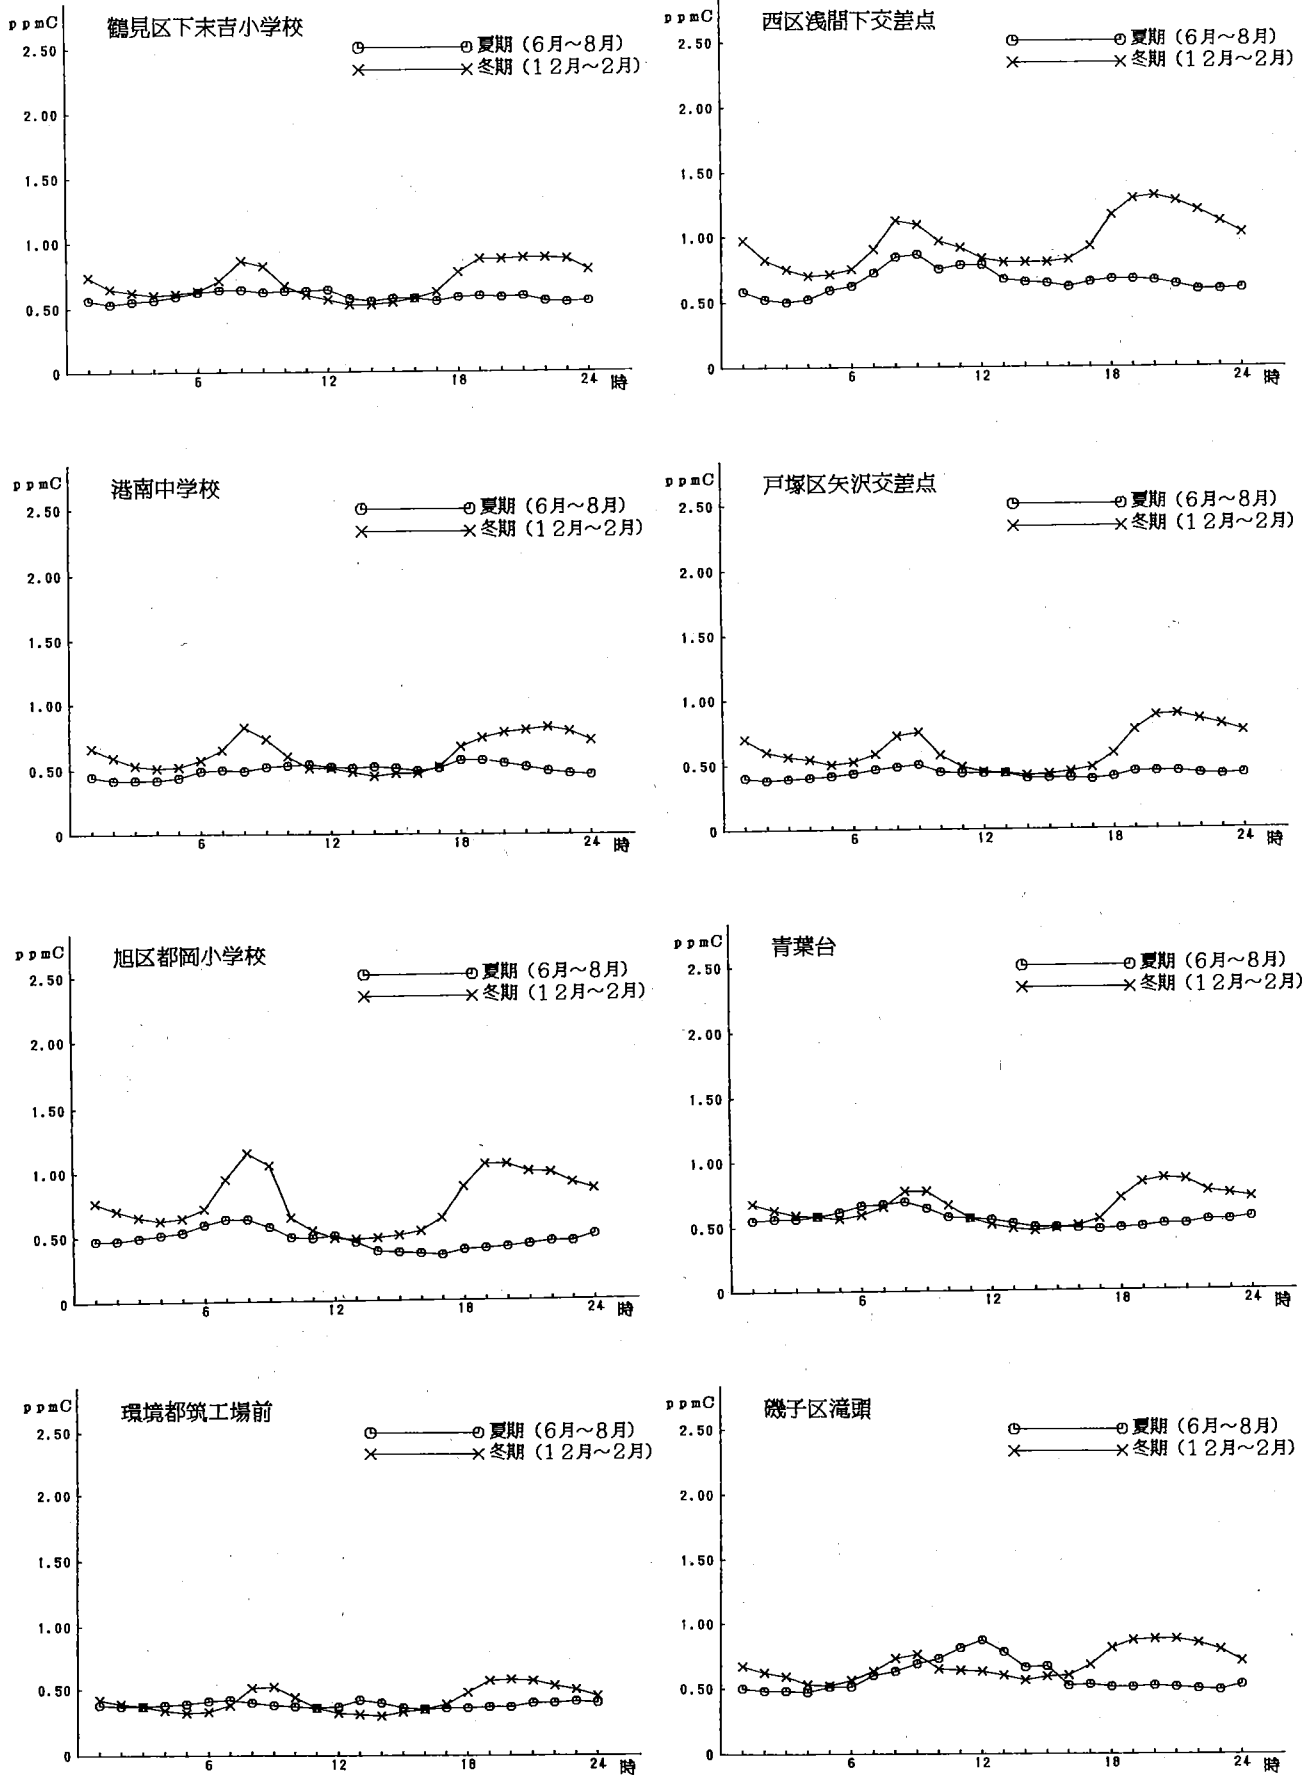 鶴見区下末吉小学校
ppmC
夏期（6月～8月）
冬期（12月～2月）
2.50
2.00
1.50
1.00
0.50
0
6
12
18
24
時
西区浅間下交差点
ppmC
夏期（6月～8月）
冬期（12月～2月）
2.50
2.00
1.50
1.00
0.50
0
6
12
18
24
時
港南中学校
ppmC
夏期（6月～8月）
冬期（12月～2月）
2.50
2.00
1.50
1.00
0.50
0
6
12
18
24
時
戸塚区矢沢交差点
ppmC
夏期（6月～8月）
冬期（12月～2月）
2.50
2.00
1.50
1.00
0.50
0
6
12
18
24
時
旭区都岡小学校
ppmC
夏期（6月～8月）
冬期（12月～2月）
2.50
2.00
1.50
1.00
0.50
0
6
12
18
24
時
青葉台
ppmC
夏期（6月～8月）
冬期（12月～2月）
2.50
2.00
1.50
1.00
0.50
0
6
12
18
24
時
環境都筑工場前
ppmC
夏期（6月～8月）
冬期（12月～2月）
2.50
2.00
1.50
1.00
0.50
0
6
12
18
24
時
磯子区滝頭
ppmC
夏期（6月～8月）
冬期（12月～2月）
2.50
2.00
1.50
1.00
0.50
0
6
12
18
24
時